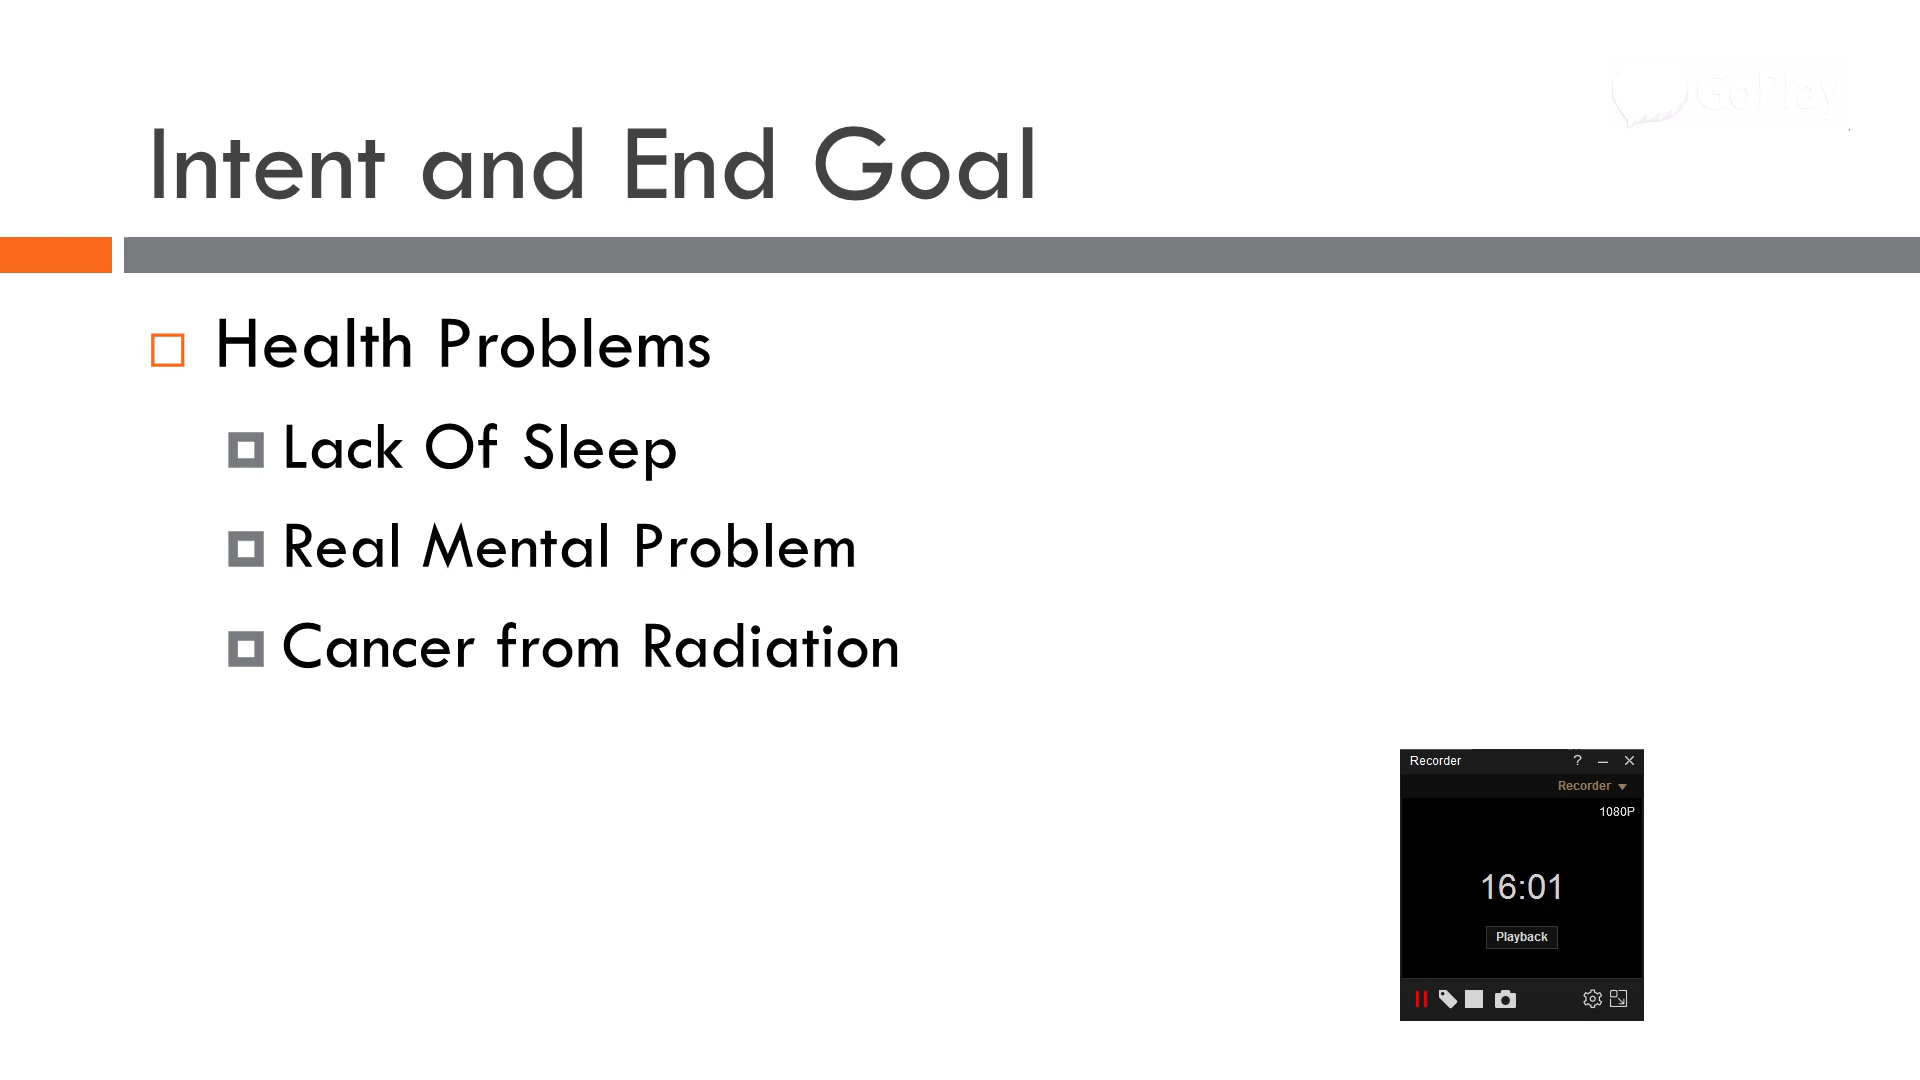 GoPlay
Intent and End Goal
Health Problems
Lack Of Sleep
Real Mental Problem
Cancer from Radiation
Recorder ?
Recorder
1080P
16:01
Playback